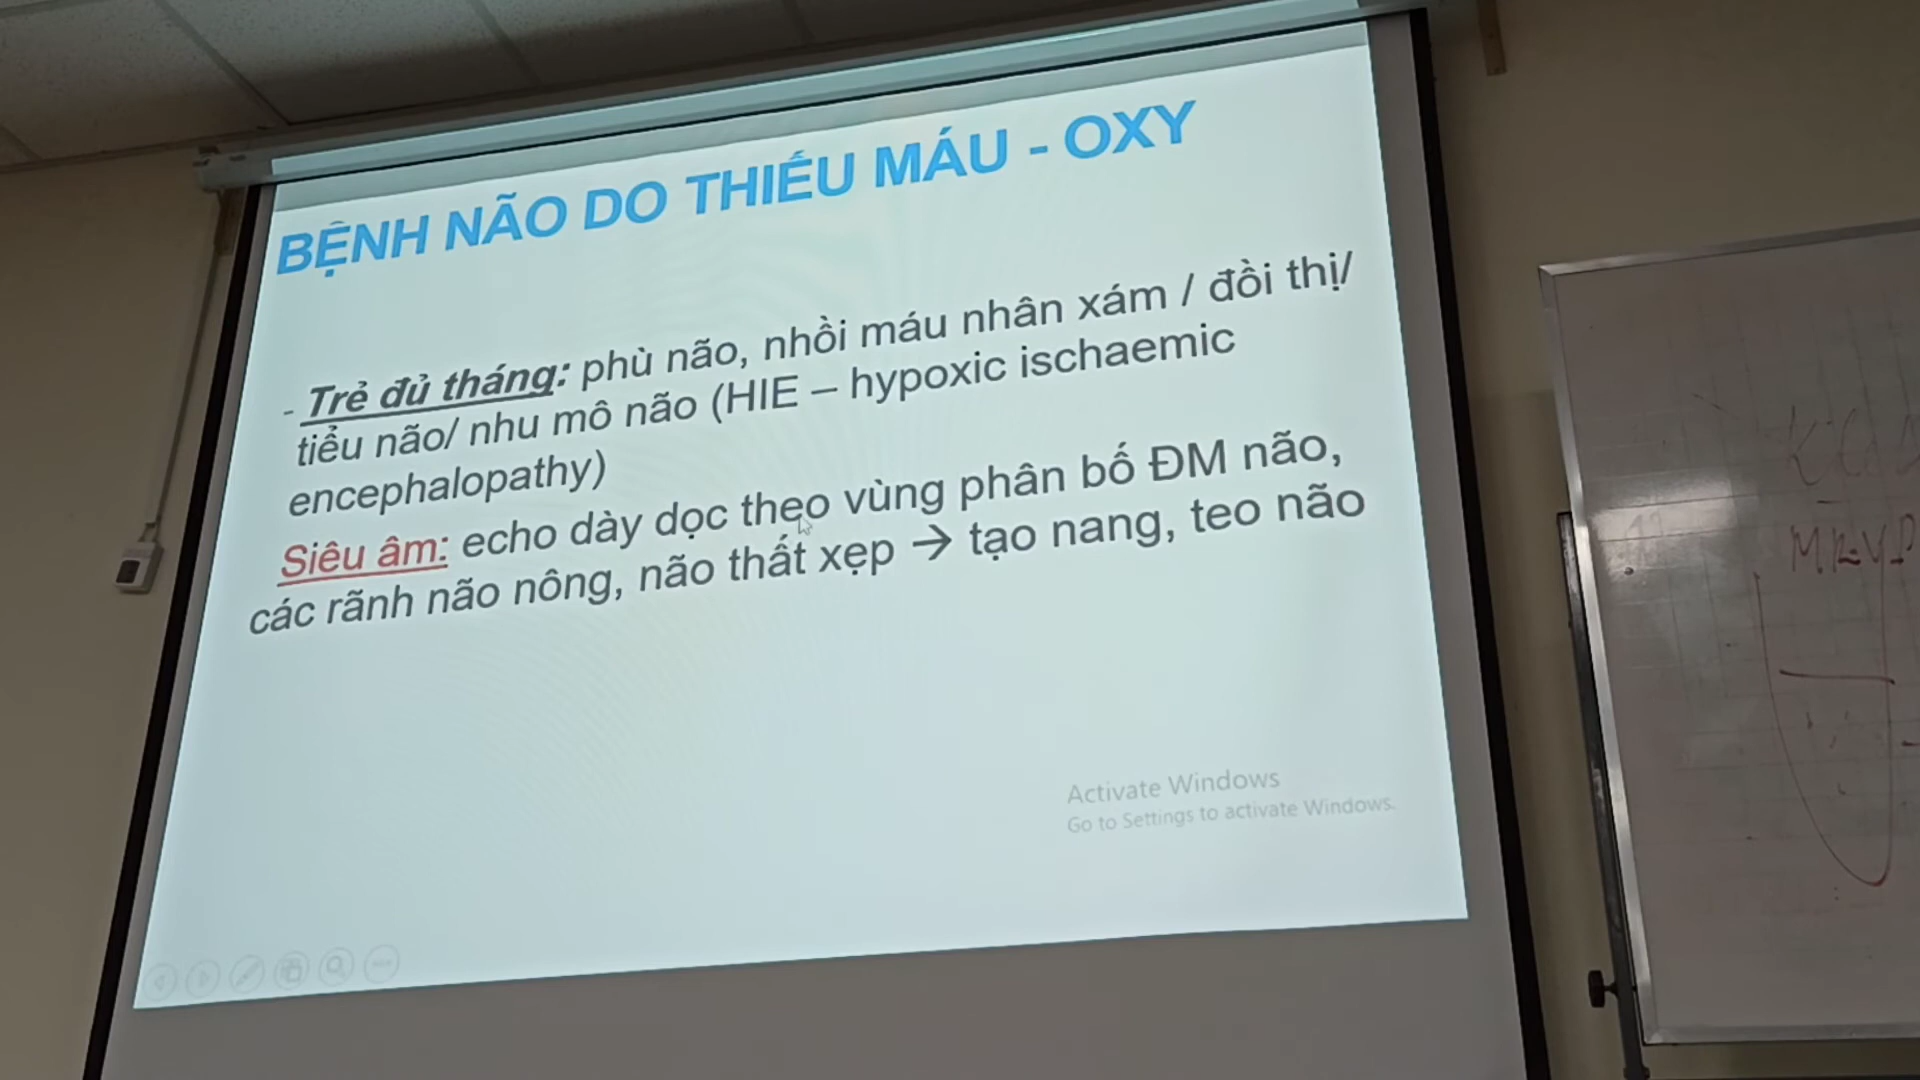 BỆNH NÃO DO THIẾU MÁU - OXY
- Trẻ đủ tháng: phù não, nhồi máu nhân xám / đồi thị/
tiểu não/ nhu mô não (HIE – hypoxic ischaemic
encephalopathy)
Siêu âm: echo dày dọc theo vùng phân bố ĐM não,
các rãnh não nông, não thất xẹp → tạo nang, teo não
Activate Windows
Go to Settings to activate Windows.